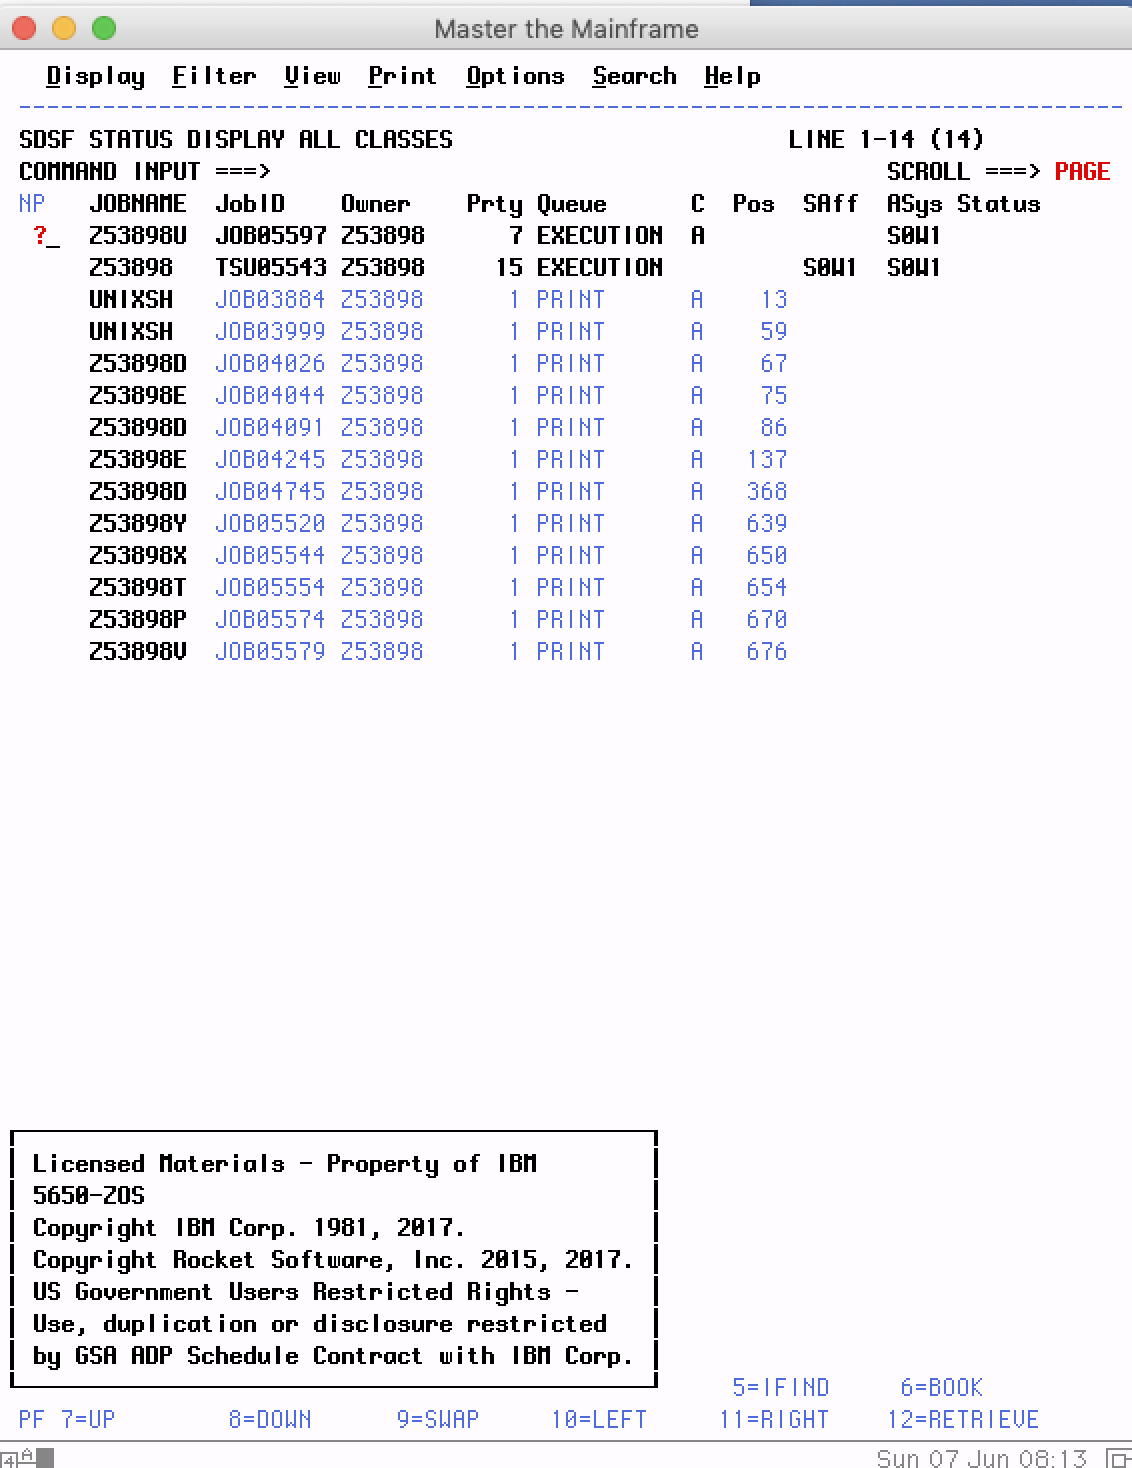 Master the Mainframe
Display Filter View Print Options Search Help
SDSF STATUS DISPLAY ALL CLASSES LINE 1-14 (14)
COMMAND INPUT ===> SCROLL ===> PAGE
NP JOBNAME JobID Owner Prty Queue C Pos SAff ASys Status
?_ Z53898U JOB05597 Z53898 7 EXECUTION A S0W1
Z53898 TSU05543 Z53898 15 EXECUTION S0W1 S0W1
UNIXSH JOB03884 Z53898 1 PRINT A 13
UNIXSH JOB03999 Z53898 1 PRINT A 59
Z53898D JOB04026 Z53898 1 PRINT A 67
Z53898E JOB04044 Z53898 1 PRINT A 75
Z53898D JOB04091 Z53898 1 PRINT A 86
Z53898E JOB04245 Z53898 1 PRINT A 137
Z53898D JOB04745 Z53898 1 PRINT A 368
Z53898Y JOB05520 Z53898 1 PRINT A 639
Z53898X JOB05544 Z53898 1 PRINT A 650
Z53898T JOB05554 Z53898 1 PRINT A 654
Z53898P JOB05574 Z53898 1 PRINT A 670
Z53898V JOB05579 Z53898 1 PRINT A 676
Licensed Materials - Property of IBM
5650-ZOS
Copyright IBM Corp. 1981, 2017.
Copyright Rocket Software, Inc. 2015, 2017.
US Government Users Restricted Rights -
Use, duplication or disclosure restricted
by GSA ADP Schedule Contract with IBM Corp.
5=IFIND 6=BOOK
PF 7=UP 8=DOWN 9=SWAP 10=LEFT 11=RIGHT 12=RETRIEVE
4 A Sun 07 Jun 08:13